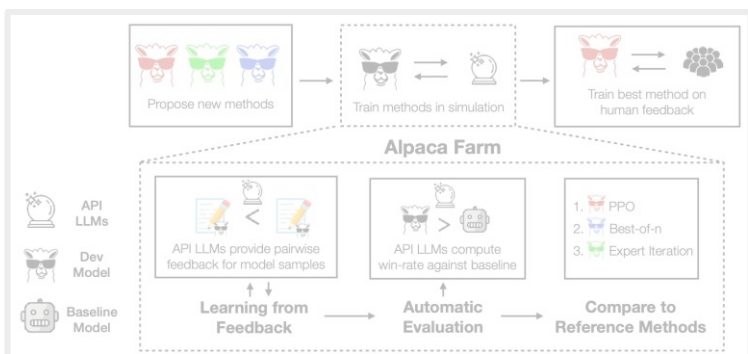 Propose new methods
Train methods in simulation
Train best method on
human feedback
Alpaca Farm
API
LLMs
Dev
Model
Baseline
Model
<
API LLMs provide pairwise
feedback for model samples
>
API LLMs compute
win-rate against baseline
1. PPO
2. Best-of-n
3. Expert Iteration
Learning from
Feedback
Automatic
Evaluation
Compare to
Reference Methods